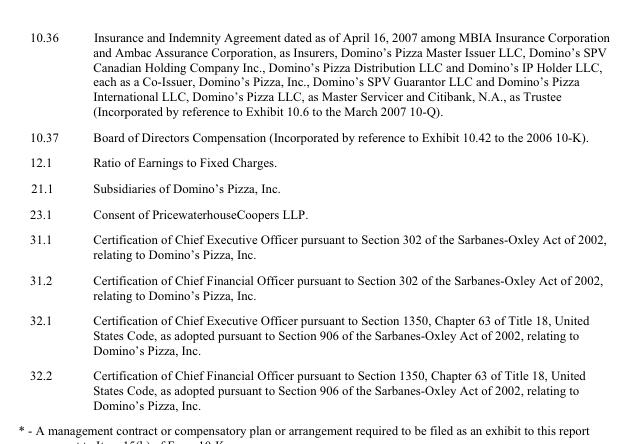 10.36 Insurance and Indemnity Agreement dated as of April 16, 2007 among MBIA Insurance Corporation
and Ambac Assurance Corporation, as Insurers, Domino’s Pizza Master Issuer LLC, Domino’s SPV
Canadian Holding Company Inc., Domino’s Pizza Distribution LLC and Domino’s IP Holder LLC,
each as a Co-Issuer, Domino’s Pizza, Inc., Domino’s SPV Guarantor LLC and Domino’s Pizza
International LLC, Domino’s Pizza LLC, as Master Servicer and Citibank, N.A., as Trustee
(Incorporated by reference to Exhibit 10.6 to the March 2007 10-Q).
10.37 Board of Directors Compensation (Incorporated by reference to Exhibit 10.42 to the 2006 10-K).
12.1 Ratio of Earnings to Fixed Charges.
21.1 Subsidiaries of Domino’s Pizza, Inc.
23.1 Consent of PricewaterhouseCoopers LLP.
31.1 Certification of Chief Executive Officer pursuant to Section 302 of the Sarbanes-Oxley Act of 2002,
relating to Domino’s Pizza, Inc.
31.2 Certification of Chief Financial Officer pursuant to Section 302 of the Sarbanes-Oxley Act of 2002,
relating to Domino’s Pizza, Inc.
32.1 Certification of Chief Executive Officer pursuant to Section 1350, Chapter 63 of Title 18, United
States Code, as adopted pursuant to Section 906 of the Sarbanes-Oxley Act of 2002, relating to
Domino’s Pizza, Inc.
32.2 Certification of Chief Financial Officer pursuant to Section 1350, Chapter 63 of Title 18, United
States Code, as adopted pursuant to Section 906 of the Sarbanes-Oxley Act of 2002, relating to
Domino’s Pizza, Inc.
* - A management contract or compensatory plan or arrangement required to be filed as an exhibit to this report